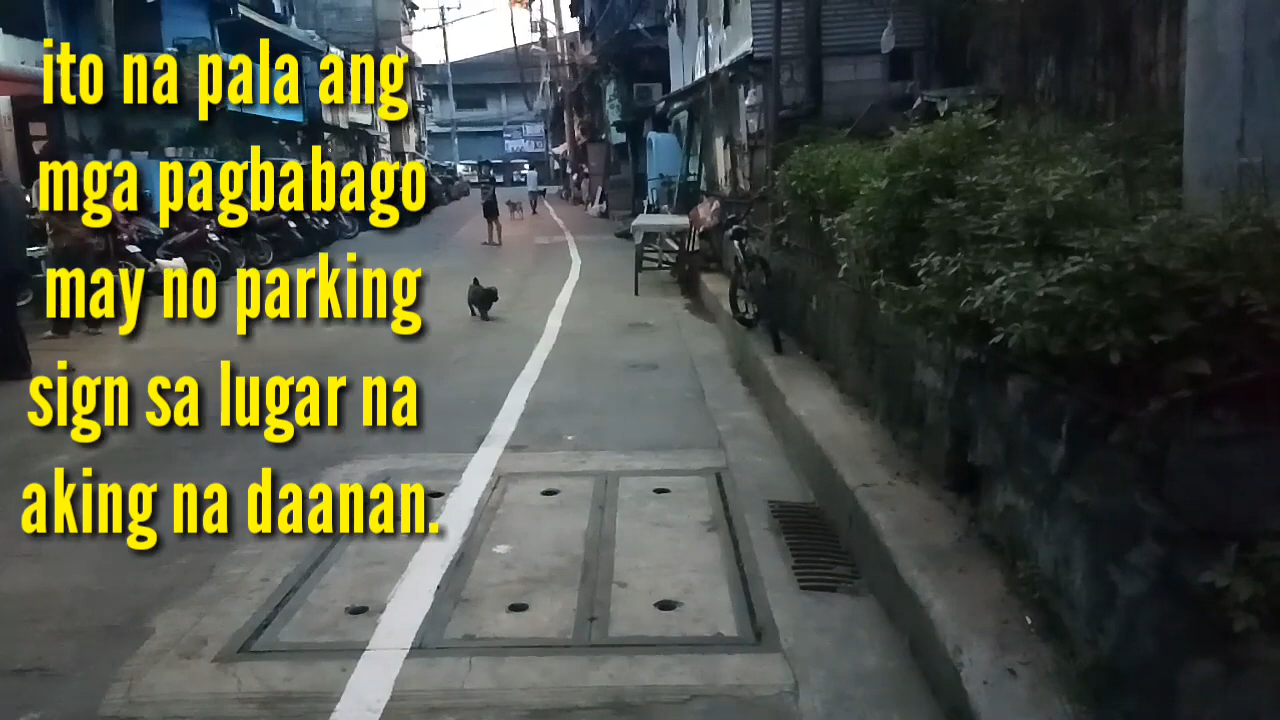 ito na pala ang
mga pagbabago
may no parking
sign sa lugar na
aking na daanan.